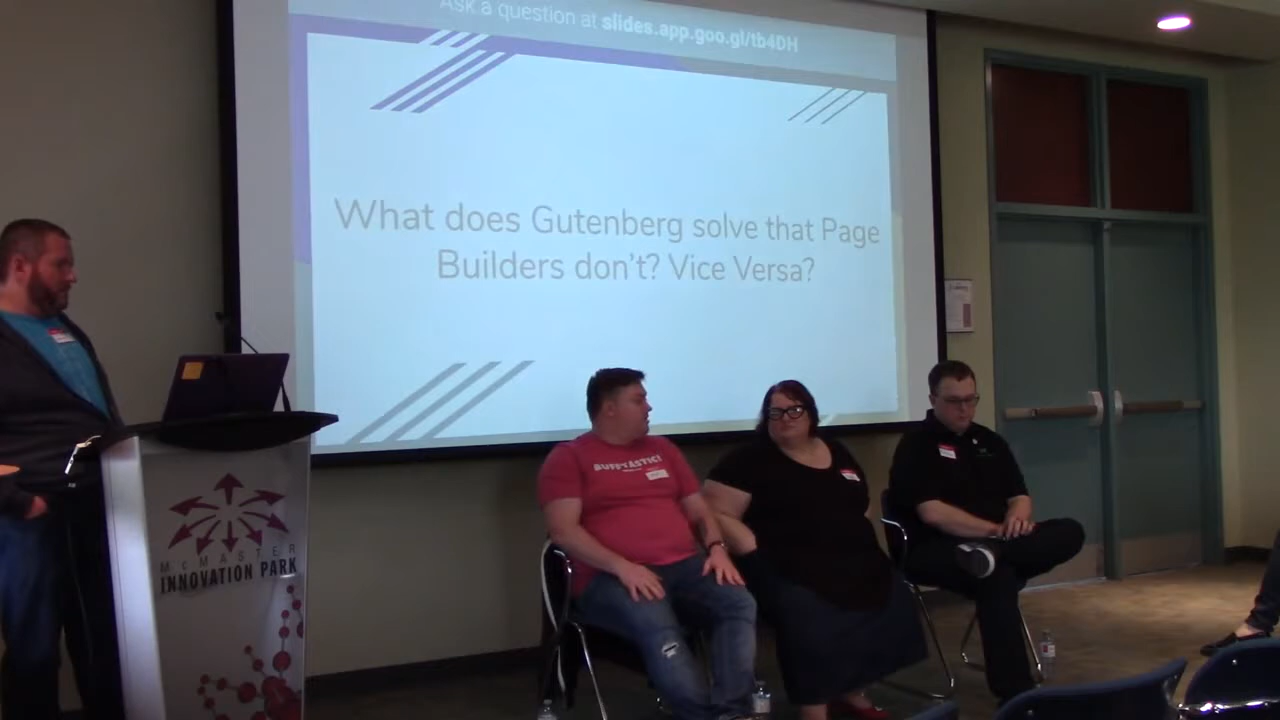 Ask a question at slides.app.goo.gl/tb4DH
What does Gutenberg solve that Page
Builders don't? Vice Versa?
BUFFTASTIC!
McMASTER
INNOVATION PARK